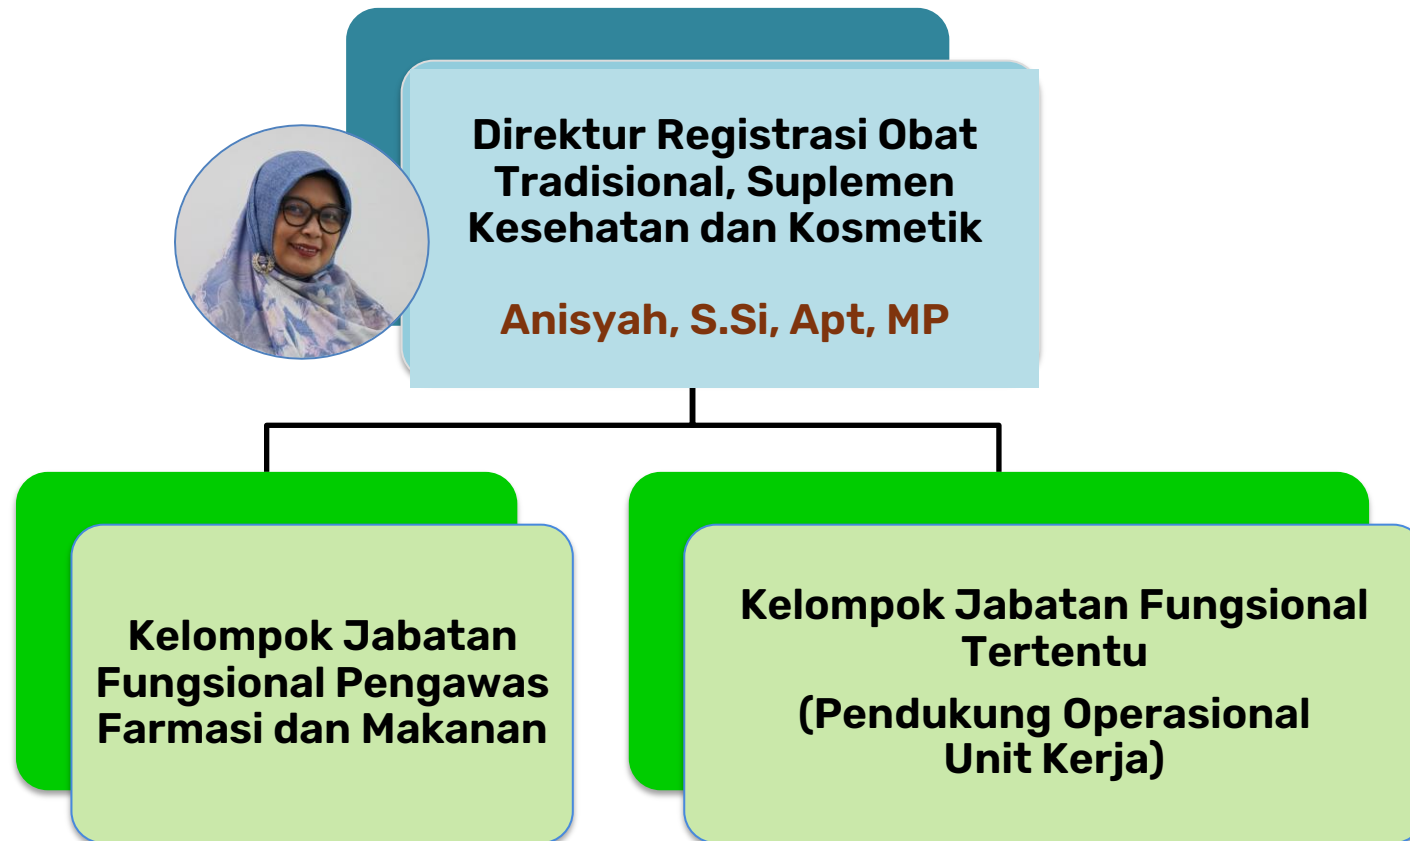 Direktur Registrasi Obat
Tradisional, Suplemen
Kesehatan dan Kosmetik
Anisyah, S.Si, Apt, MP
Kelompok Jabatan
Fungsional Pengawas
Farmasi dan Makanan
Kelompok Jabatan Fungsional
Tertentu
(Pendukung Operasional
Unit Kerja)